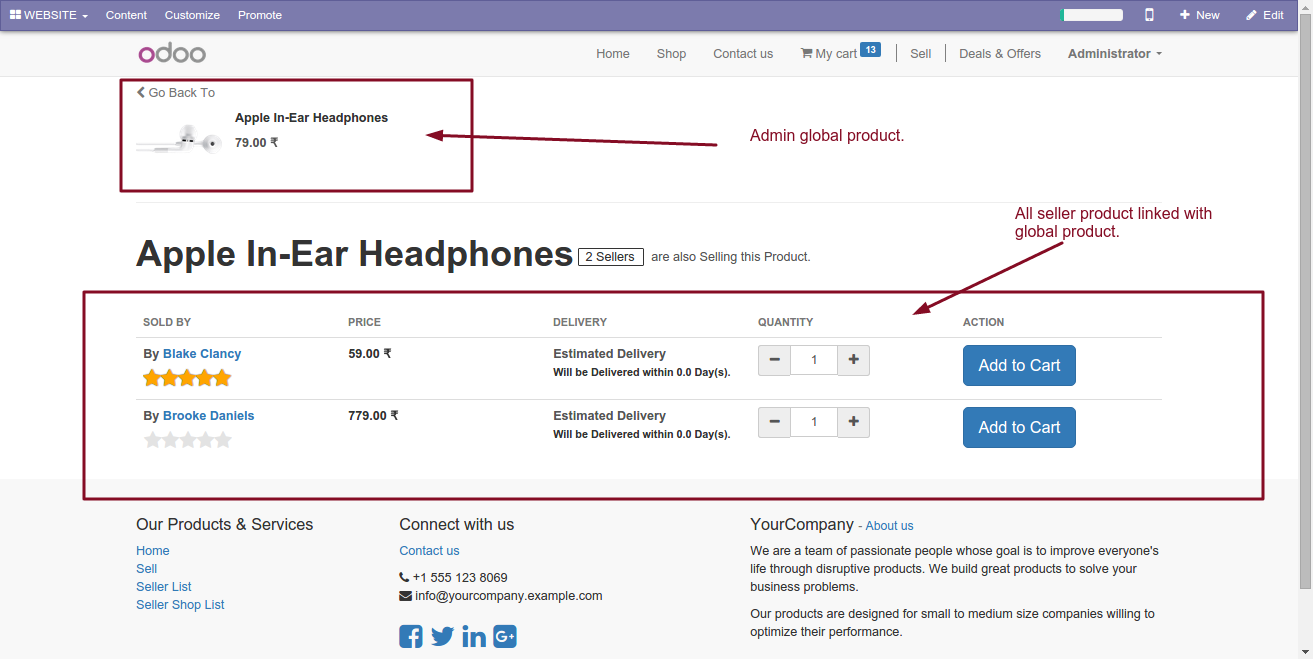 WEBSITE Content Customize Promote New Edit
odoo Home Shop Contact us My cart 13 Sell Deals & Offers Administrator
Go Back To
Apple In-Ear Headphones
79.00 ₹
Admin global product.
All seller product linked with
global product.
Apple In-Ear Headphones 2 Sellers are also Selling this Product.
SOLD BY PRICE DELIVERY QUANTITY ACTION
By Blake Clancy 59.00 ₹ Estimated Delivery 1 Add to Cart
Will be Delivered within 0.0 Day(s).
By Brooke Daniels 779.00 ₹ Estimated Delivery 1 Add to Cart
Will be Delivered within 0.0 Day(s).
Our Products & Services
Home
Sell
Seller List
Seller Shop List
Connect with us
Contact us
+1 555 123 8069
info@yourcompany.example.com
YourCompany - About us
We are a team of passionate people whose goal is to improve everyone's
life through disruptive products. We build great products to solve your
business problems.
Our products are designed for small to medium size companies willing to
optimize their performance.